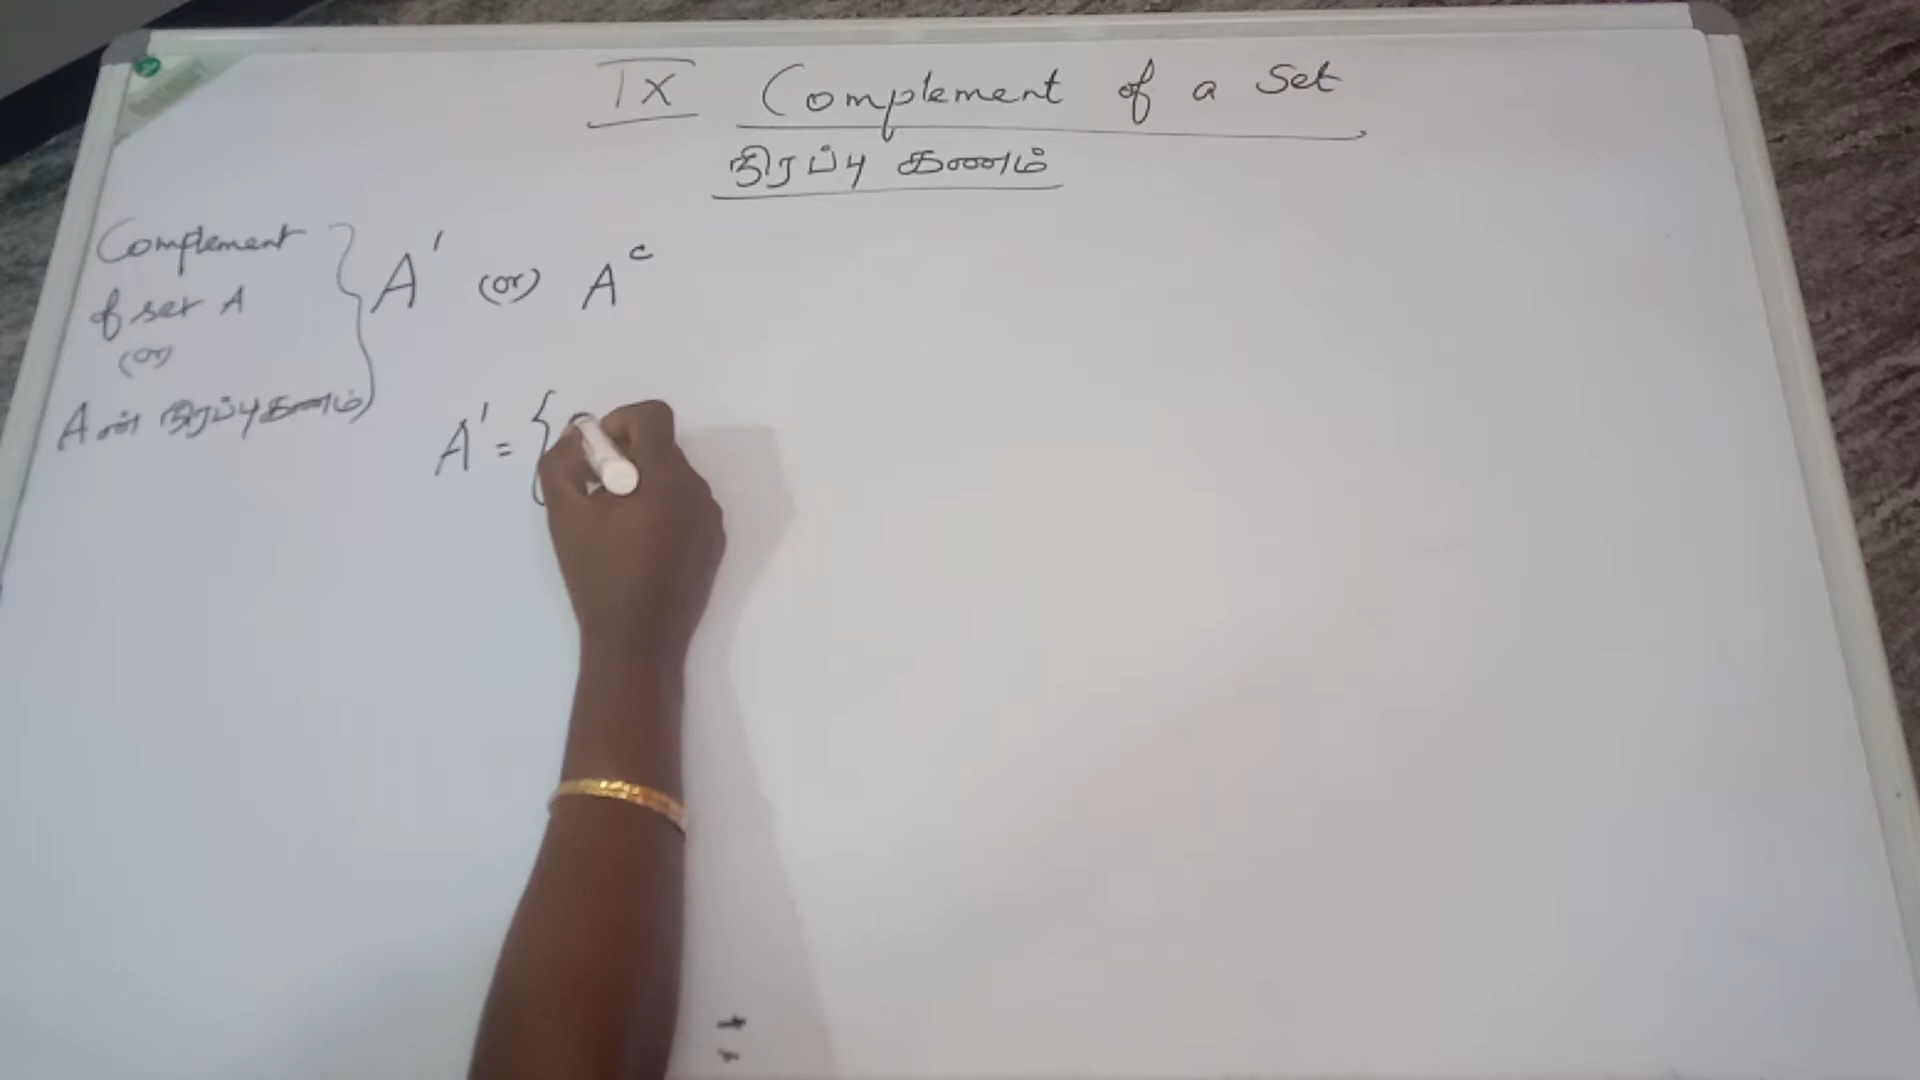 IX Complement of a Set
நிரப்பு கணம்
Complement
of set A
(or)
A ன் நிரப்புகணம்
A' (or) A^c
A' = {